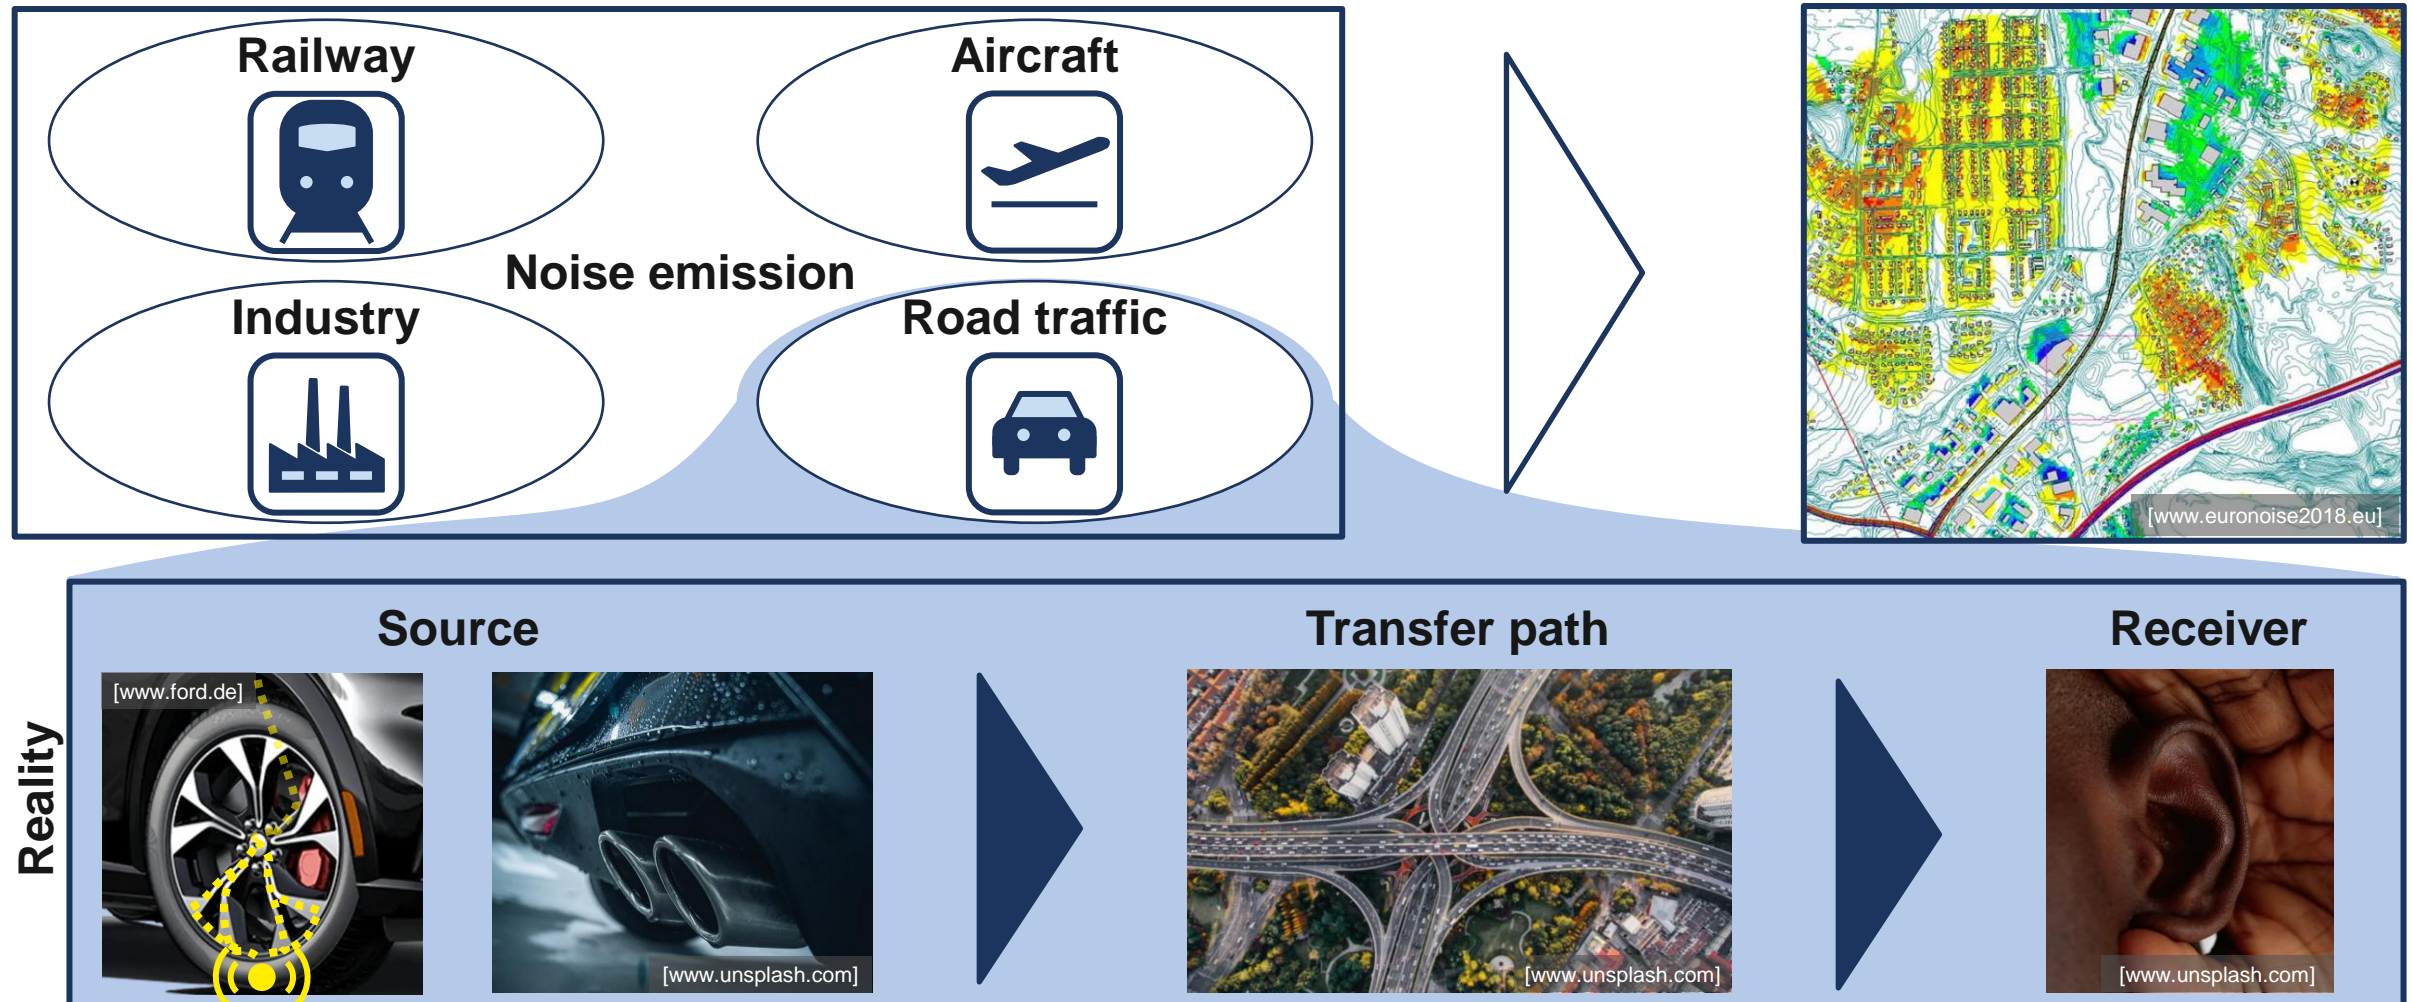 Railway
Aircraft
Noise emission
Industry
Road traffic
[www.euronoise2018.eu]
Reality
Source
Transfer path
Receiver
[www.ford.de]
[www.unsplash.com]
[www.unsplash.com]
[www.unsplash.com]